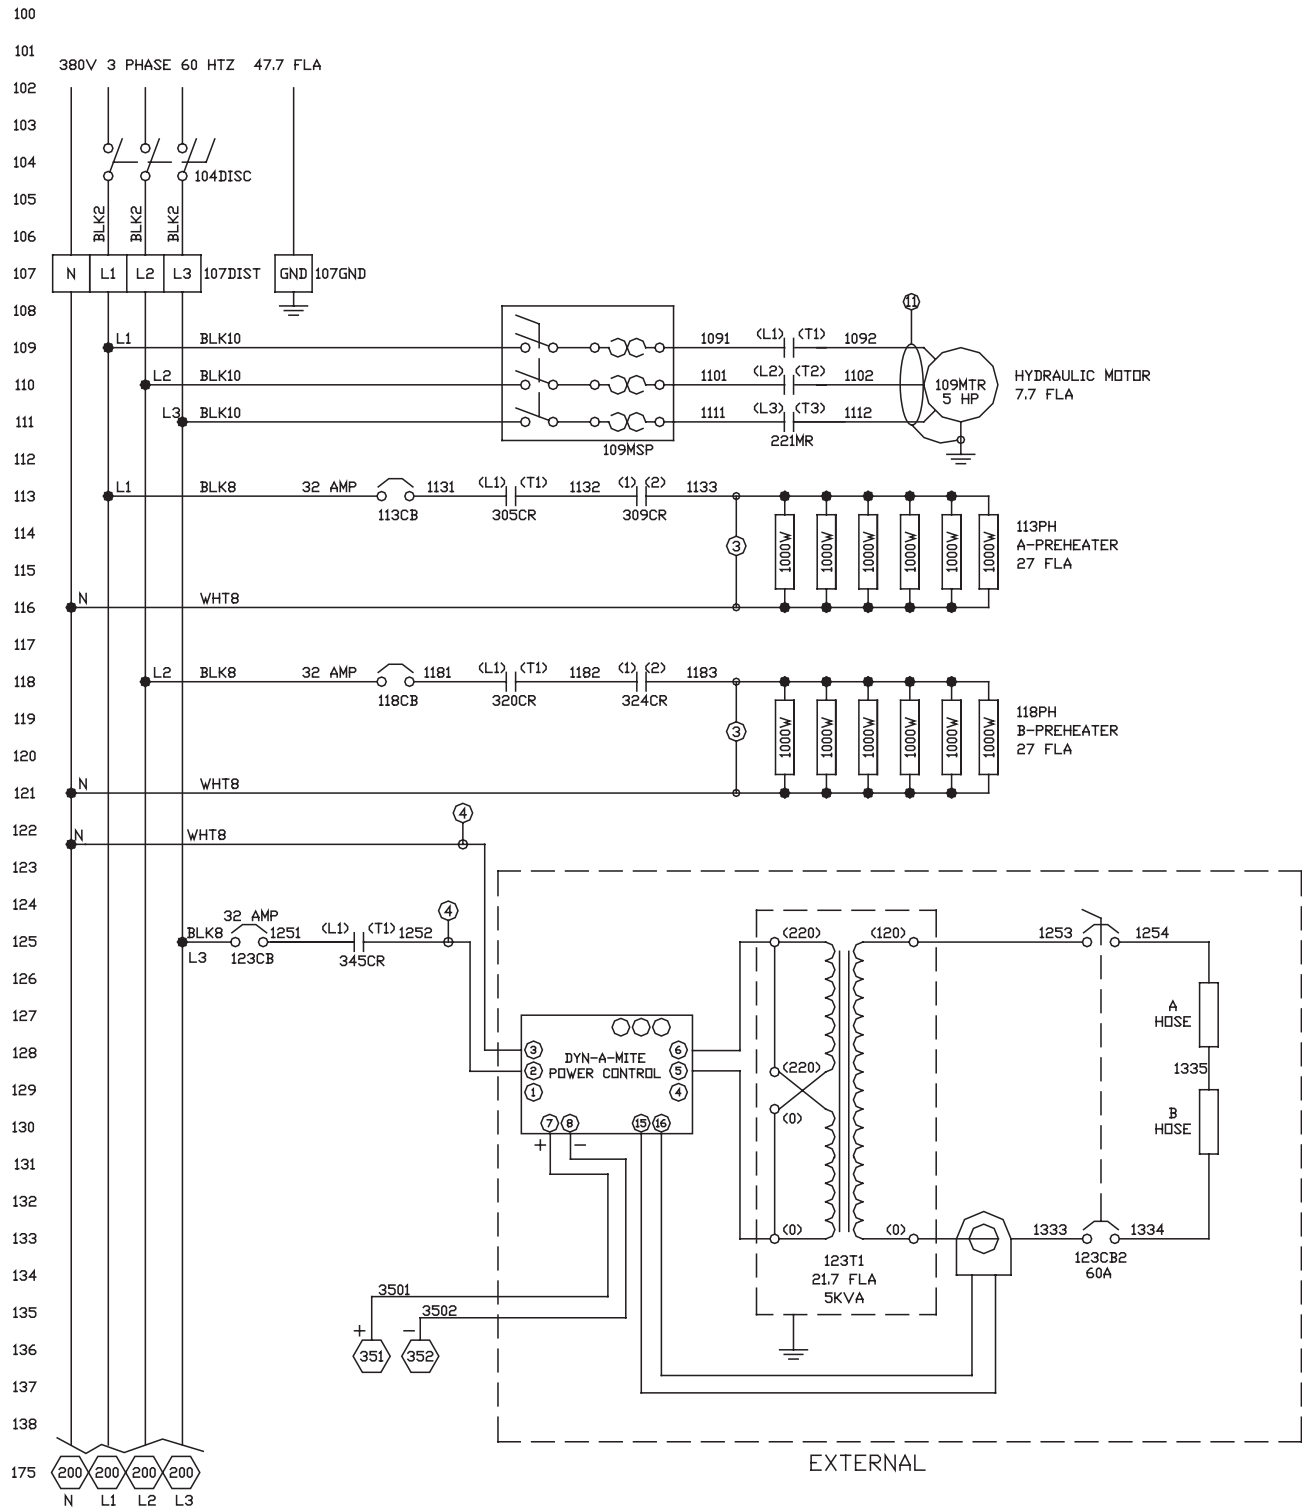 100
101
380V 3 PHASE 60 HTZ 47.7 FLA
102
103
104
104DISC
105
BLK2 BLK2 BLK2
106
107 N L1 L2 L3 107DIST GND 107GND
108
11
109 L1 BLK10 1091 (L1) (T1) 1092
110 L2 BLK10 1101 (L2) (T2) 1102
109MTR
5 HP
HYDRAULIC MOTOR
7.7 FLA
111 L3 BLK10 1111 (L3) (T3) 1112
221MR
109MSP
112
113 L1 BLK8 32 AMP 1131 (L1) (T1) 1132 (1) (2) 1133
113CB 305CR 309CR
114
3
1000W 1000W 1000W 1000W 1000W 1000W
113PH
A-PREHEATER
27 FLA
115
116 N WHT8
117
118 L2 BLK8 32 AMP 1181 (L1) (T1) 1182 (1) (2) 1183
118CB 320CR 324CR
119
3
1000W 1000W 1000W 1000W 1000W 1000W
118PH
B-PREHEATER
27 FLA
120
121 N WHT8
4
122 N WHT8
123
124
32 AMP
4
125 BLK8 1251 (L1) (T1) 1252
L3 123CB 345CR
(220) (120) 1253 1254
126
127
A
HOSE
128
3 6
DYN-A-MITE
POWER CONTROL
2 5
(220)
1335
129
1 4
(0)
130
7 8 15 16
+ −
B
HOSE
131
132
133 (0) (0) 1333 1334
123CB2
60A
123T1
21.7 FLA
5KVA
134
3501
135
3502
+ −
136 351 352
137
138
EXTERNAL
175 200 200 200 200
N L1 L2 L3